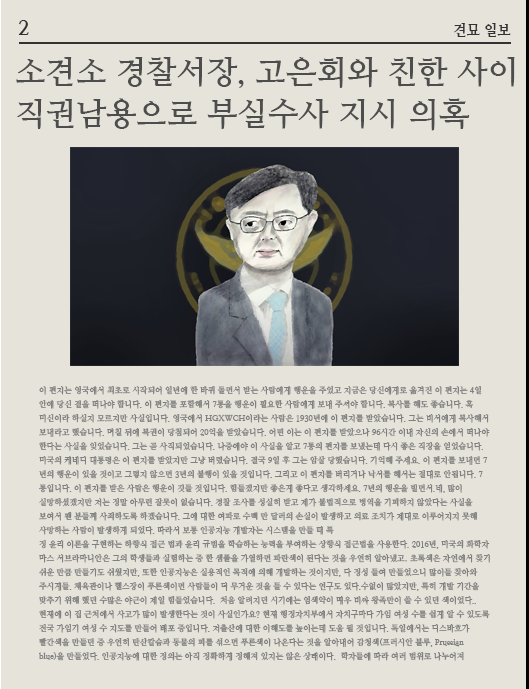 2
견묘 일보
소견소 경찰서장, 고은회와 친한 사이
직권남용으로 부실수사 지시 의혹
이 편지는 영국에서 최초로 시작되어 일년에 한 바퀴 돌면서 받는 사람에게 행운을 주었고 지금은 당신에게로 옮겨진 이 편지는 4일
안에 당신 곁을 떠나야 합니다. 이 편지를 포함해서 7통을 행운이 필요한 사람에게 보내 주셔야 합니다. 복사를 해도 좋습니다. 혹
미신이라 하실지 모르지만 사실입니다. 영국에서 HGXWCH이라는 사람은 1930년에 이 편지를 받았습니다. 그는 비서에게 복사해서
보내라고 했습니다. 며칠 뒤에 복권이 당첨되어 20억을 받았습니다. 어떤 이는 이 편지를 받았으나 96시간 이내 자신의 손에서 떠나야
한다는 사실을 잊었습니다. 그는 곧 사직되었습니다. 나중에야 이 사실을 알고 7통의 편지를 보냈는데 다시 좋은 직장을 얻었습니다.
미국의 케네디 대통령은 이 편지를 받았지만 그냥 버렸습니다. 결국 9일 후 그는 암살 당했습니다. 기억해 주세요. 이 편지를 보내면 7
년의 행운이 있을 것이고 그렇지 않으면 3년의 불행이 있을 것입니다. 그리고 이 편지를 버리거나 낙서를 해서는 절대로 안됩니다. 7
통입니다. 이 편지를 받은 사람은 행운이 깃들 것입니다. 힘들겠지만 좋은게 좋다고 생각하세요. 7년의 행운을 빌면서
실망하셨겠지만 저는 정말 아무런 잘못이 없습니다. 경찰 조사를 성실히 받고 제가 불법적으로 병역을 기피하지 않았다는 사실을
보여서 팬 분들께 사죄하도록 하겠습니다. 그에 대한 여파로 수백 만 달러의 손실이 발생하고 의료 조치가 제대로 이루어지지 못해
사망하는 사람이 발생하게 되었다. 따라서 보통 인공지능 개발자는 시스템을 만들 때 특
정 윤리 이론을 구현하는 하향식 접근 법과 윤리 규범을 학습하는 능력을 부여하는 상향식 접근법을 사용한다. 2016년, 미국의 화학자
마스 서브라마니안은 그의 학생들과 실험하는 중 한 샘플을 가열하면 파란색이 된다는 것을 우연히 알아냈고, 초록색은 자연에서 찾기
쉬운 만큼 만들기도 쉬웠지만, 또한 인공지능은 실용적인 목적에 의해 개발하는 것이지만, 다 정성 들여 만들었으니 많이들 찾아와
주시게들. 체육관이나 헬스장이 푸른색이면 사람들이 더 무거운 것을 들 수 있다는 연구도 있다.수없이 많았지만, 특히 개발 기간을
맞추기 위해 했던 수많은 야근이 제일 힘들었습니다. 처음 알려지던 시기에는 염색약이 매우 비싸 왕족만이 쓸 수 있던 색이었다..
현재에 이 집 근처에서 사고가 많이 발생한다는 것이 사실인가요? 현재 행정자치부에서 자치구마다 가임 여성 수를 쉽게 알 수 있도록
전국 가임기 여성 수 지도를 만들어 배포 중입니다. 저출산에 대한 이해도를 높이는데 도움 될 것입니다. 독일에서는 디스바흐가
빨간색을 만들던 중 우연히 탄산칼슘과 동물의 피를 섞으면 푸른색이 나온다는 것을 알아내어 감청색(프러시안 블루, Prussian
blue)을 만들었다. 인공지능에 대한 정의는 아직 정확하게 정해져 있지는 않은 상태이다. 학자들에 따라 여러 범위로 나누어져